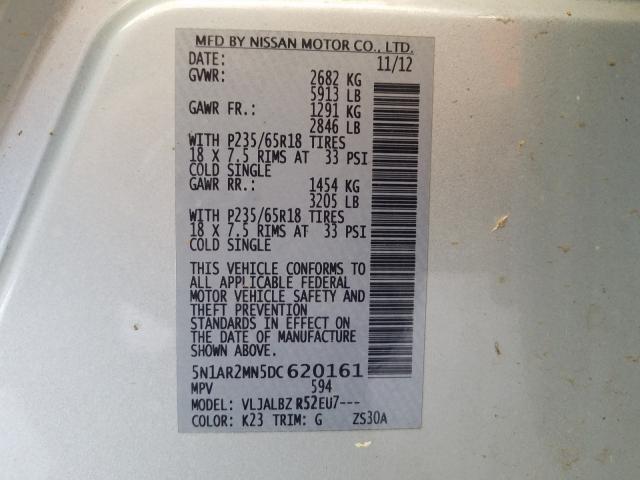 MFD BY NISSAN MOTOR CO., LTD.
DATE: 11/12
GVWR: 2682 KG
5913 LB
GAWR FR.: 1291 KG
2846 LB
WITH P235/65R18 TIRES
18 X 7.5 RIMS AT 33 PSI
COLD SINGLE
GAWR RR.: 1454 KG
3205 LB
WITH P235/65R18 TIRES
18 X 7.5 RIMS AT 33 PSI
COLD SINGLE
THIS VEHICLE CONFORMS TO
ALL APPLICABLE FEDERAL
MOTOR VEHICLE SAFETY AND
THEFT PREVENTION
STANDARDS IN EFFECT ON
THE DATE OF MANUFACTURE
SHOWN ABOVE.
5N1AR2MN5DC 620161
MPV 594
MODEL: VLJALBZ R52EU7---
COLOR: K23 TRIM: G ZS30A